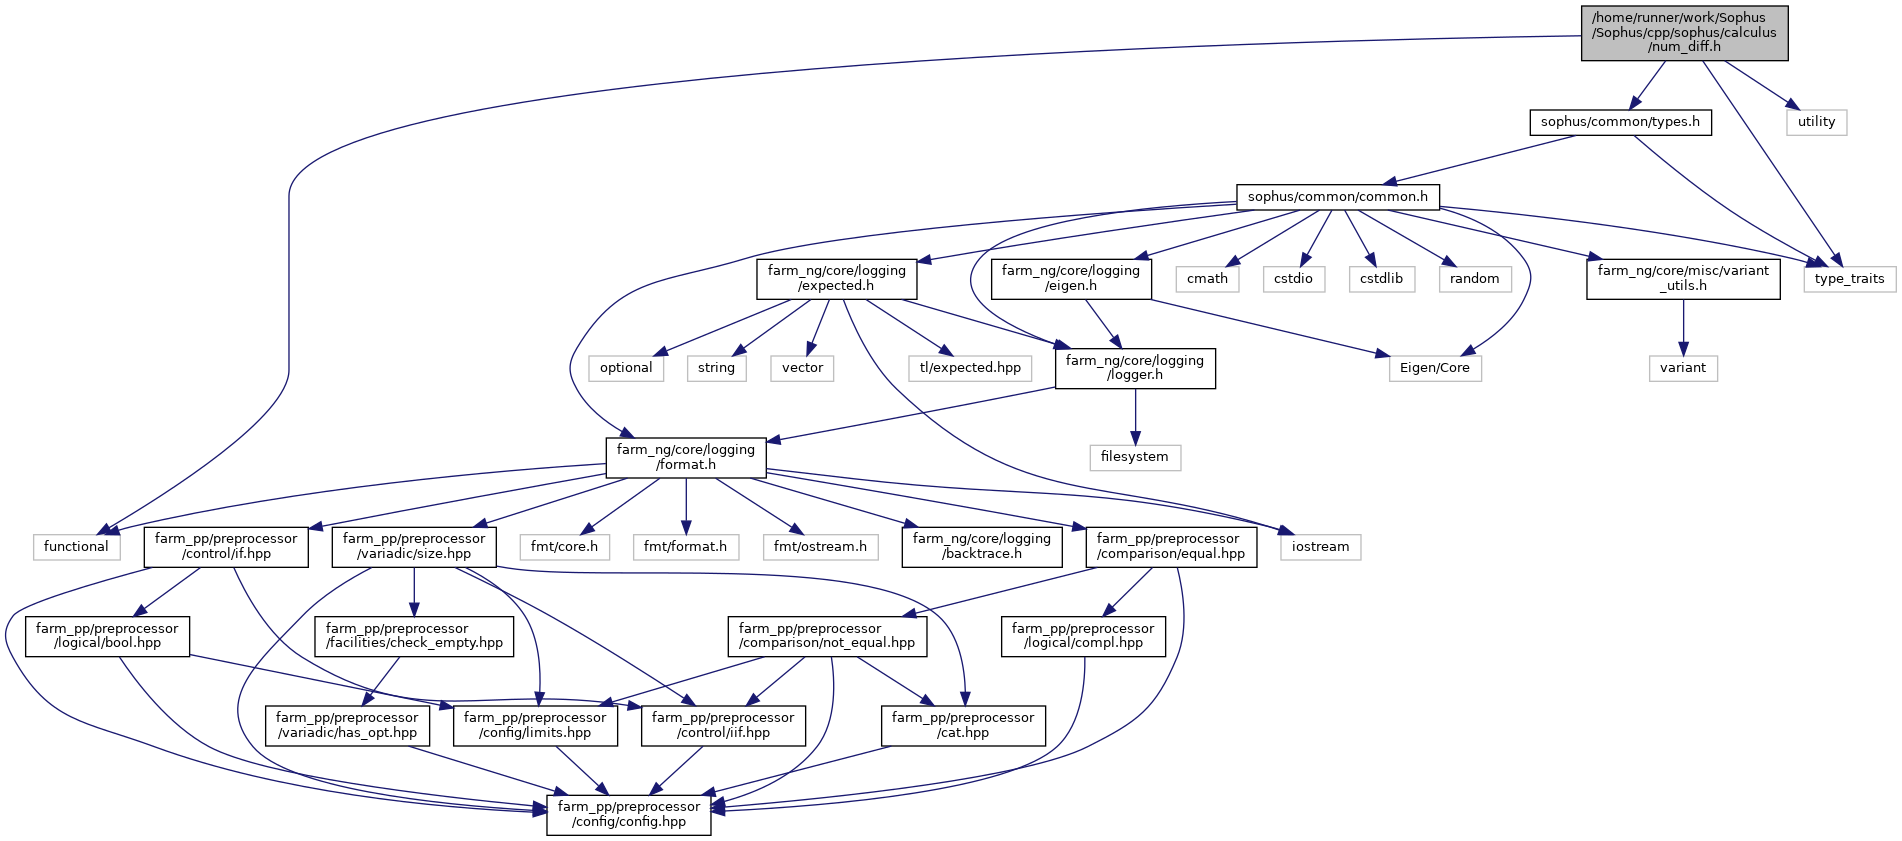 /home/runner/work/Sophus
/Sophus/cpp/sophus/calculus
/num_diff.h
sophus/common/types.h
utility
sophus/common/common.h
farm_ng/core/logging
/expected.h
farm_ng/core/logging
/eigen.h
cmath
cstdio
cstdlib
random
farm_ng/core/misc/variant
_utils.h
type_traits
optional
string
vector
tl/expected.hpp
farm_ng/core/logging
/logger.h
Eigen/Core
variant
farm_ng/core/logging
/format.h
filesystem
functional
farm_pp/preprocessor
/control/if.hpp
farm_pp/preprocessor
/variadic/size.hpp
fmt/core.h
fmt/format.h
fmt/ostream.h
farm_ng/core/logging
/backtrace.h
farm_pp/preprocessor
/comparison/equal.hpp
iostream
farm_pp/preprocessor
/logical/bool.hpp
farm_pp/preprocessor
/facilities/check_empty.hpp
farm_pp/preprocessor
/comparison/not_equal.hpp
farm_pp/preprocessor
/logical/compl.hpp
farm_pp/preprocessor
/variadic/has_opt.hpp
farm_pp/preprocessor
/config/limits.hpp
farm_pp/preprocessor
/control/iif.hpp
farm_pp/preprocessor
/cat.hpp
farm_pp/preprocessor
/config/config.hpp